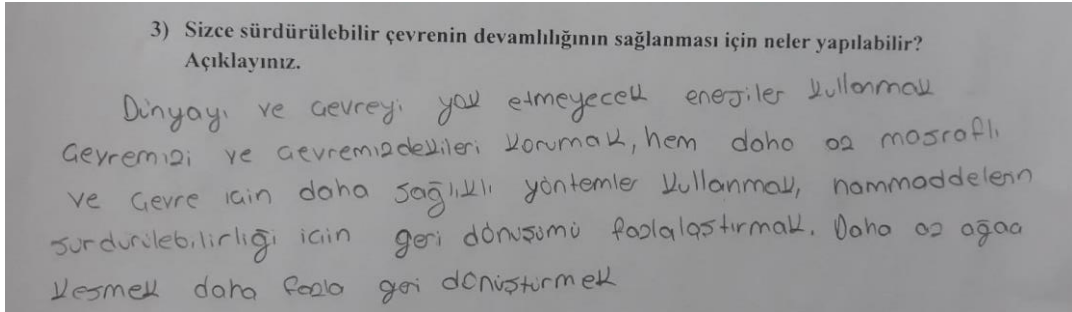 3) Sizce sürdürülebilir çevrenin devamlılığının sağlanması için neler yapılabilir?
Açıklayınız.
Dünyayı ve çevreyi yok etmeyecek enerjiler kullanmak
çevremizi ve çevremizdekileri korumak, hem daha az masraflı
ve çevre için daha sağlıklı yöntemler kullanmak, hammaddelerin
sürdürülebilirliği için geri dönüşümü fazlalaştırmak. Daha az ağaç
kesmek daha fazla geri dönüştürmek